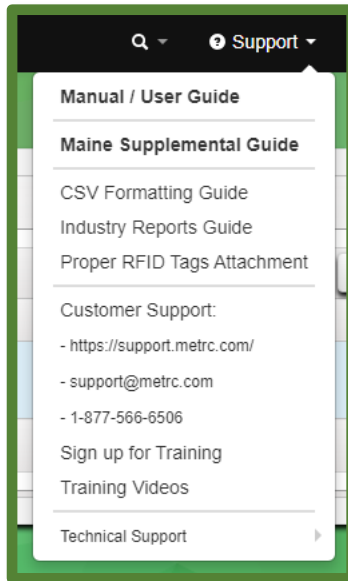 Support
Manual / User Guide
Maine Supplemental Guide
CSV Formatting Guide
Industry Reports Guide
Proper RFID Tags Attachment
Customer Support:
- https://support.metrc.com/
- support@metrc.com
- 1-877-566-6506
Sign up for Training
Training Videos
Technical Support